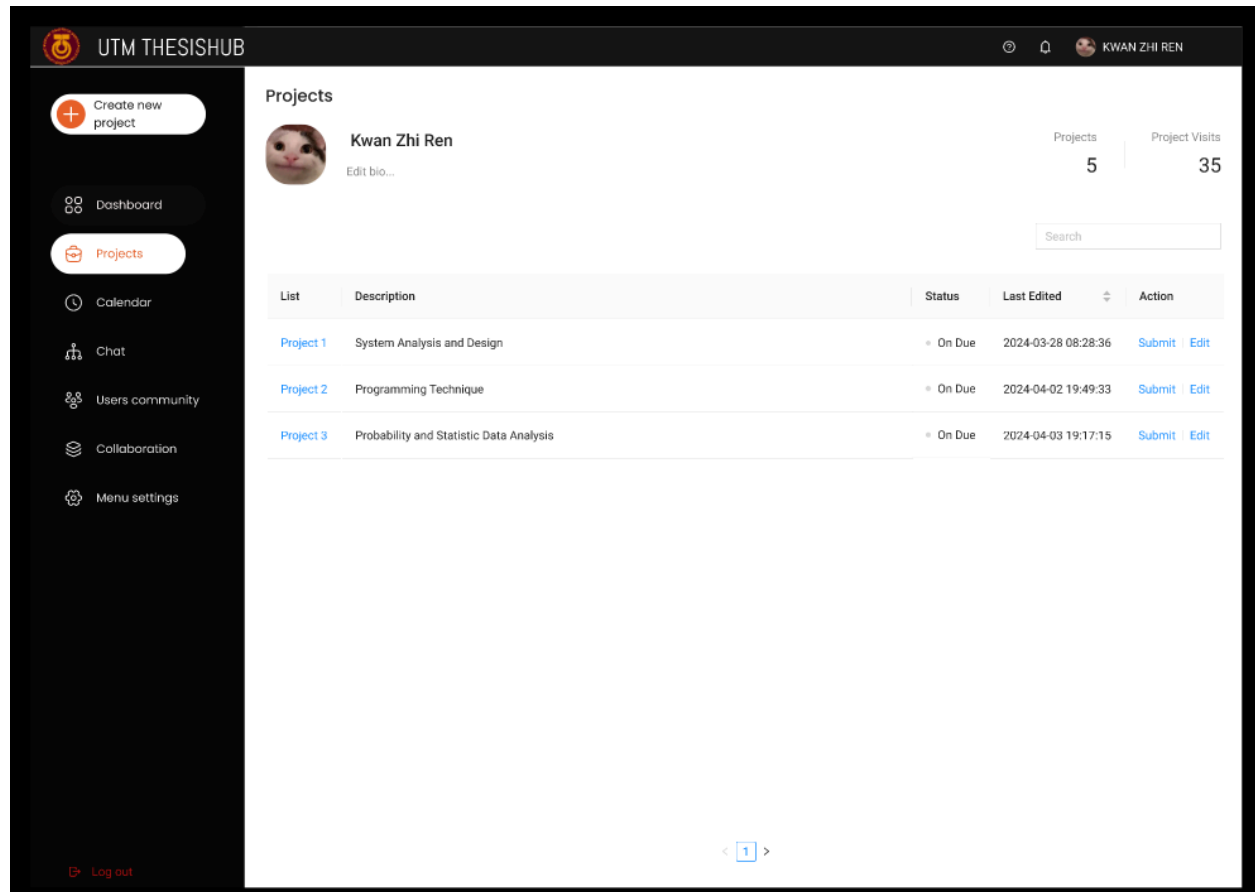 UTM THESISHUB
KWAN ZHI REN
Create new
project
Dashboard
Projects
Calendar
Chat
Users community
Collaboration
Menu settings
Log out
Projects
Kwan Zhi Ren
Edit bio...
Projects
5
Project Visits
35
Search
List Description Status Last Edited Action
Project 1 System Analysis and Design On Due 2024-03-28 08:28:36 Submit Edit
Project 2 Programming Technique On Due 2024-04-02 19:49:33 Submit Edit
Project 3 Probability and Statistic Data Analysis On Due 2024-04-03 19:17:15 Submit Edit
< 1 >